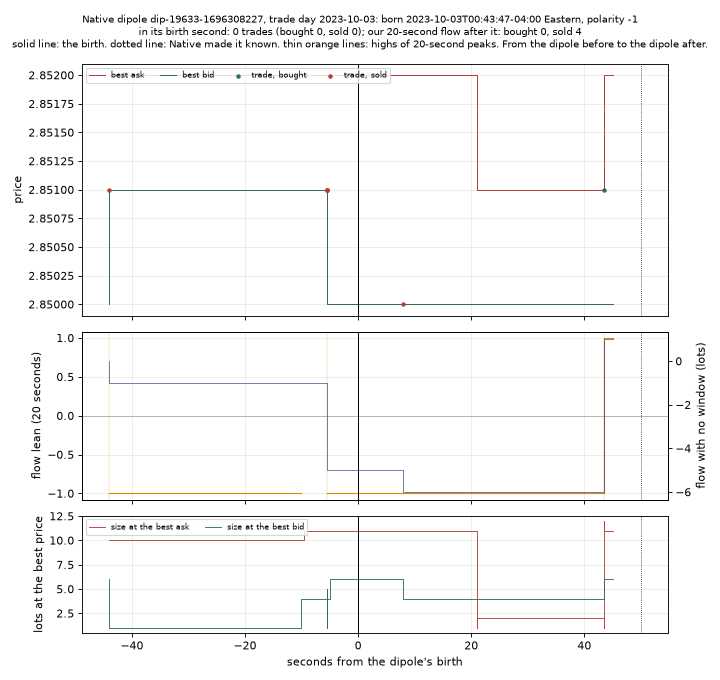 Native dipole dip-19633-1696308227, trade day 2023-10-03: born 2023-10-03T00:43:47-04:00 Eastern, polarity -1
in its birth second: 0 trades (bought 0, sold 0); our 20-second flow after it: bought 0, sold 4
solid line: the birth. dotted line: Native made it known. thin orange lines: highs of 20-second peaks. From the dipole before to the dipole after.
best ask best bid trade, bought trade, sold
2.85200
2.85175
2.85150
2.85125
2.85100
2.85075
2.85050
2.85025
2.85000
price
1.0
0.5
0.0
−0.5
−1.0
flow lean (20 seconds)
0
−2
−4
−6
flow with no window (lots)
size at the best ask size at the best bid
12.5
10.0
7.5
5.0
2.5
lots at the best price
−40 −20 0 20 40
seconds from the dipole's birth